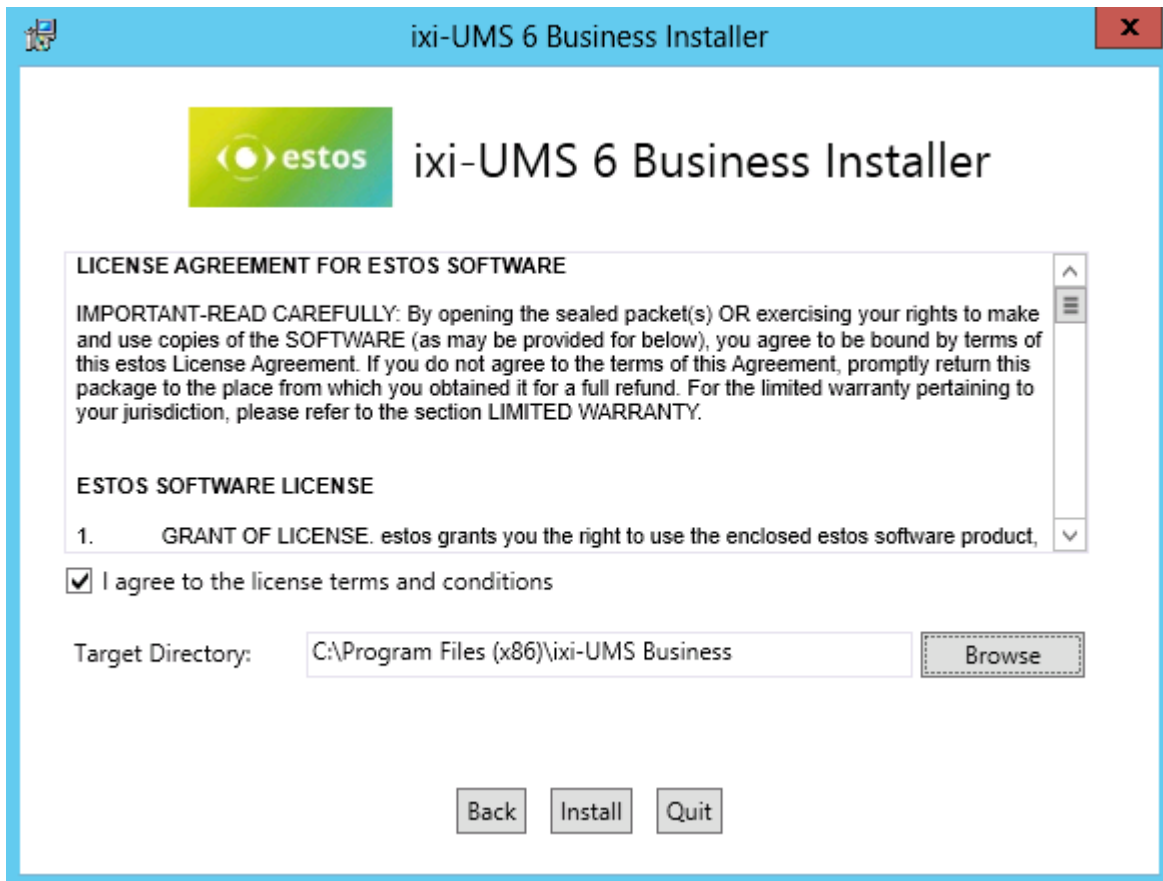 ixi-UMS 6 Business Installer
x
estos
ixi-UMS 6 Business Installer
LICENSE AGREEMENT FOR ESTOS SOFTWARE
IMPORTANT-READ CAREFULLY: By opening the sealed packet(s) OR exercising your rights to make
and use copies of the SOFTWARE (as may be provided for below), you agree to be bound by terms of
this estos License Agreement. If you do not agree to the terms of this Agreement, promptly return this
package to the place from which you obtained it for a full refund. For the limited warranty pertaining to
your jurisdiction, please refer to the section LIMITED WARRANTY.
ESTOS SOFTWARE LICENSE
1. GRANT OF LICENSE. estos grants you the right to use the enclosed estos software product,
I agree to the license terms and conditions
Target Directory: C:\Program Files (x86)\ixi-UMS Business Browse
Back Install Quit